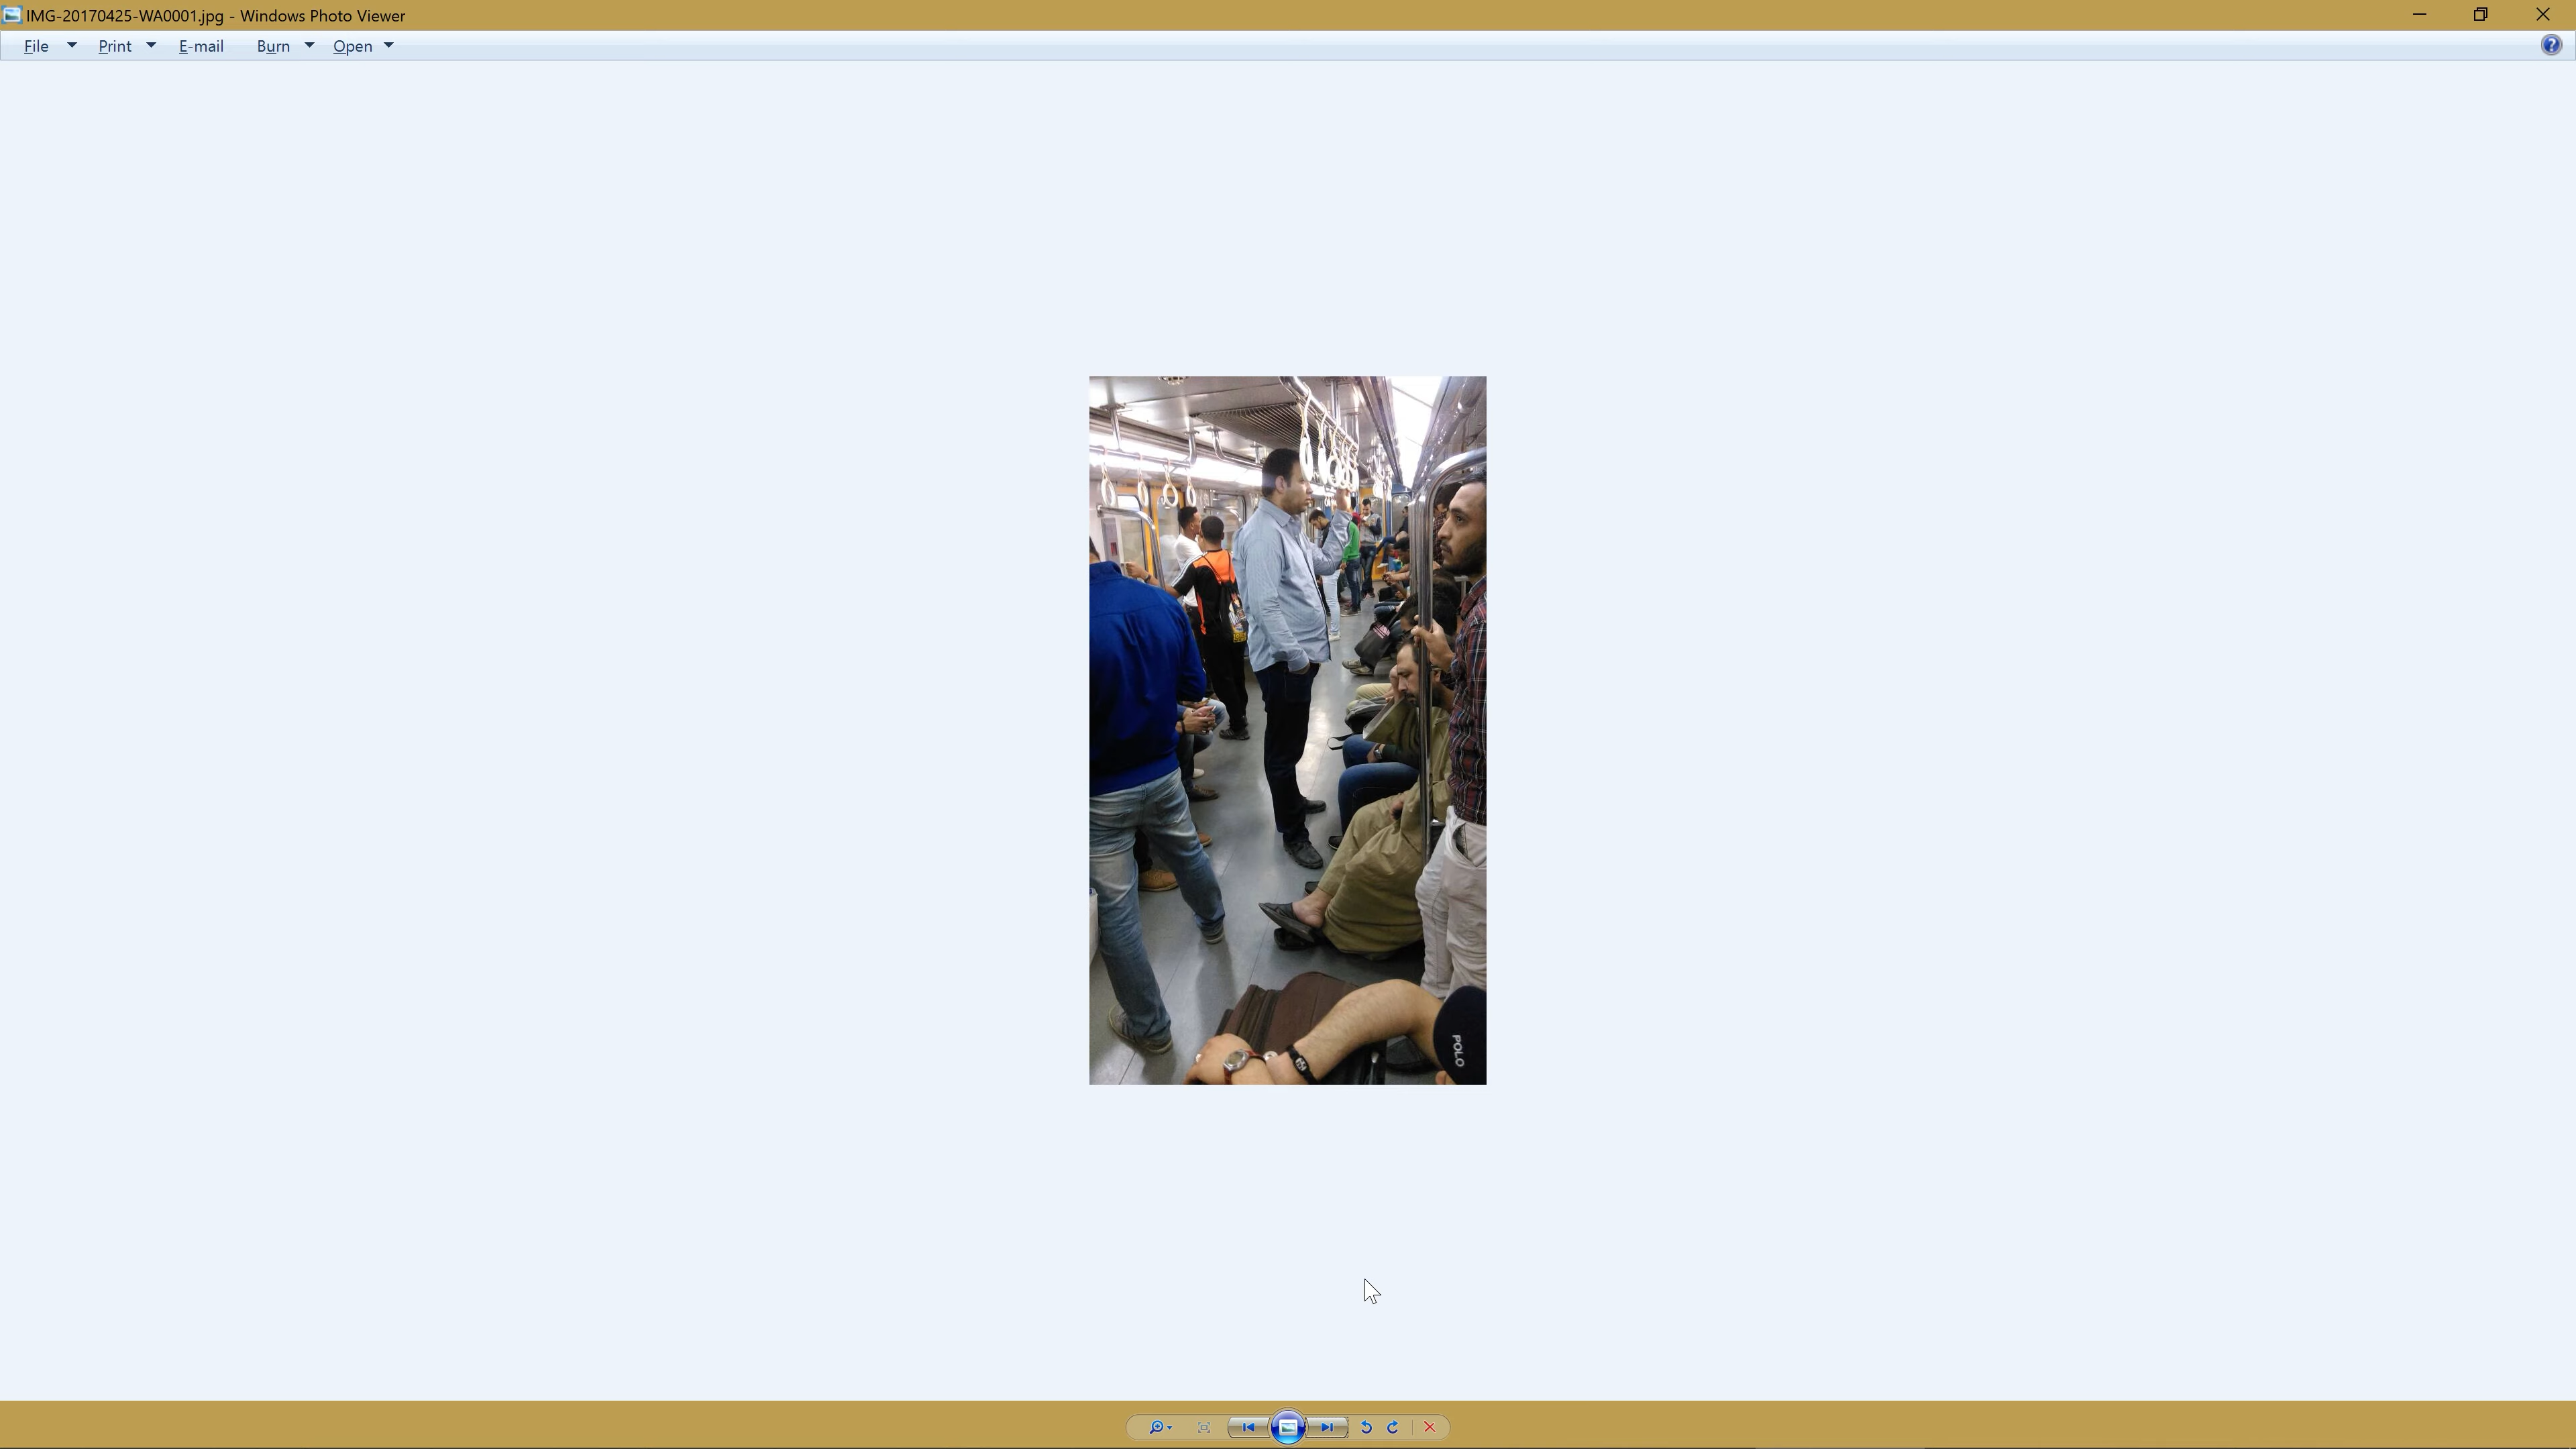 IMG-20170425-WA0001.jpg - Windows Photo Viewer
File Print E-mail Burn Open
POLO